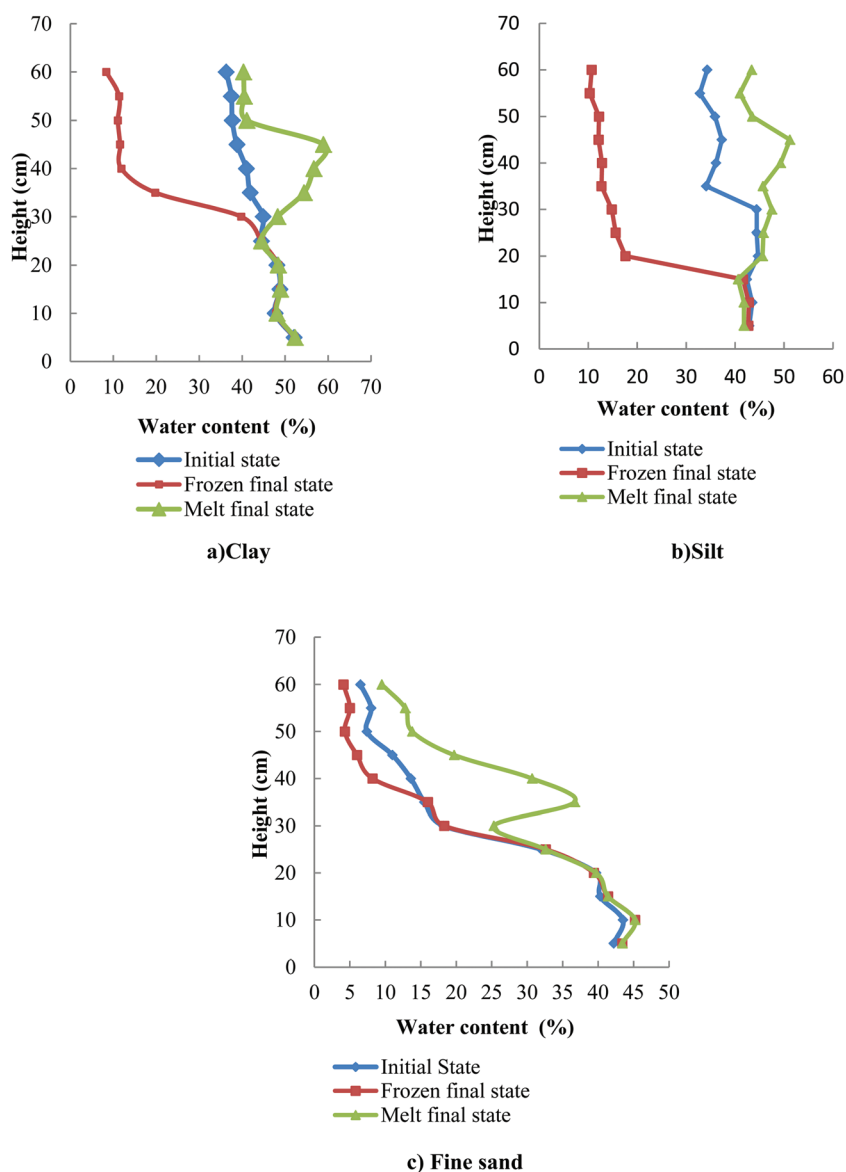 70
60
50
40
30
20
10
0
Height (cm)
0 10 20 30 40 50 60 70
Water content (%)
Initial state
Frozen final state
Melt final state
a)Clay
70
60
50
40
30
20
10
0
Height (cm)
0 10 20 30 40 50 60
Water content (%)
Initial state
Frozen final state
Melt final state
b)Silt
70
60
50
40
30
20
10
0
Height (cm)
0 5 10 15 20 25 30 35 40 45 50
Water content (%)
Initial State
Frozen final state
Melt final state
c) Fine sand